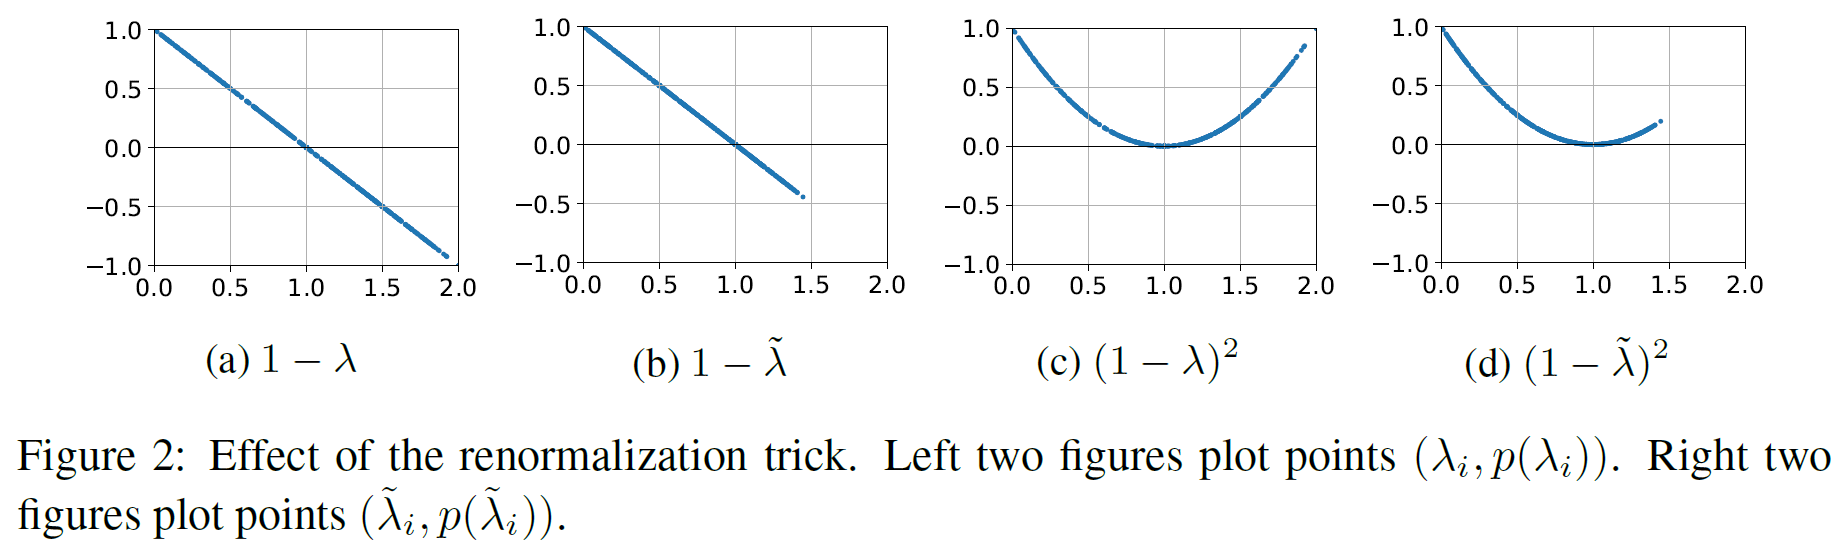 1.0 0.5 0.0 −0.5 −1.0
0.0 0.5 1.0 1.5 2.0
(a) 1 − λ
1.0 0.5 0.0 −0.5 −1.0
0.0 0.5 1.0 1.5 2.0
(b) 1 − λ̃
1.0 0.5 0.0 −0.5 −1.0
0.0 0.5 1.0 1.5 2.0
(c) (1 − λ)²
1.0 0.5 0.0 −0.5 −1.0
0.0 0.5 1.0 1.5 2.0
(d) (1 − λ̃)²
Figure 2: Effect of the renormalization trick. Left two figures plot points (λᵢ, p(λᵢ)). Right two
figures plot points (λ̃ᵢ, p(λ̃ᵢ)).